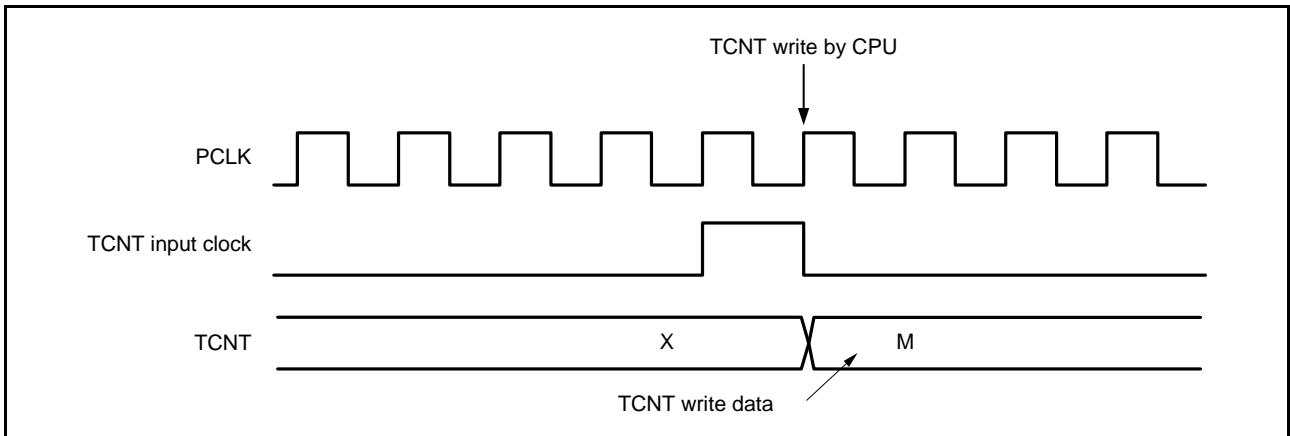 TCNT write by CPU
PCLK
TCNT input clock
TCNT
X
M
TCNT write data